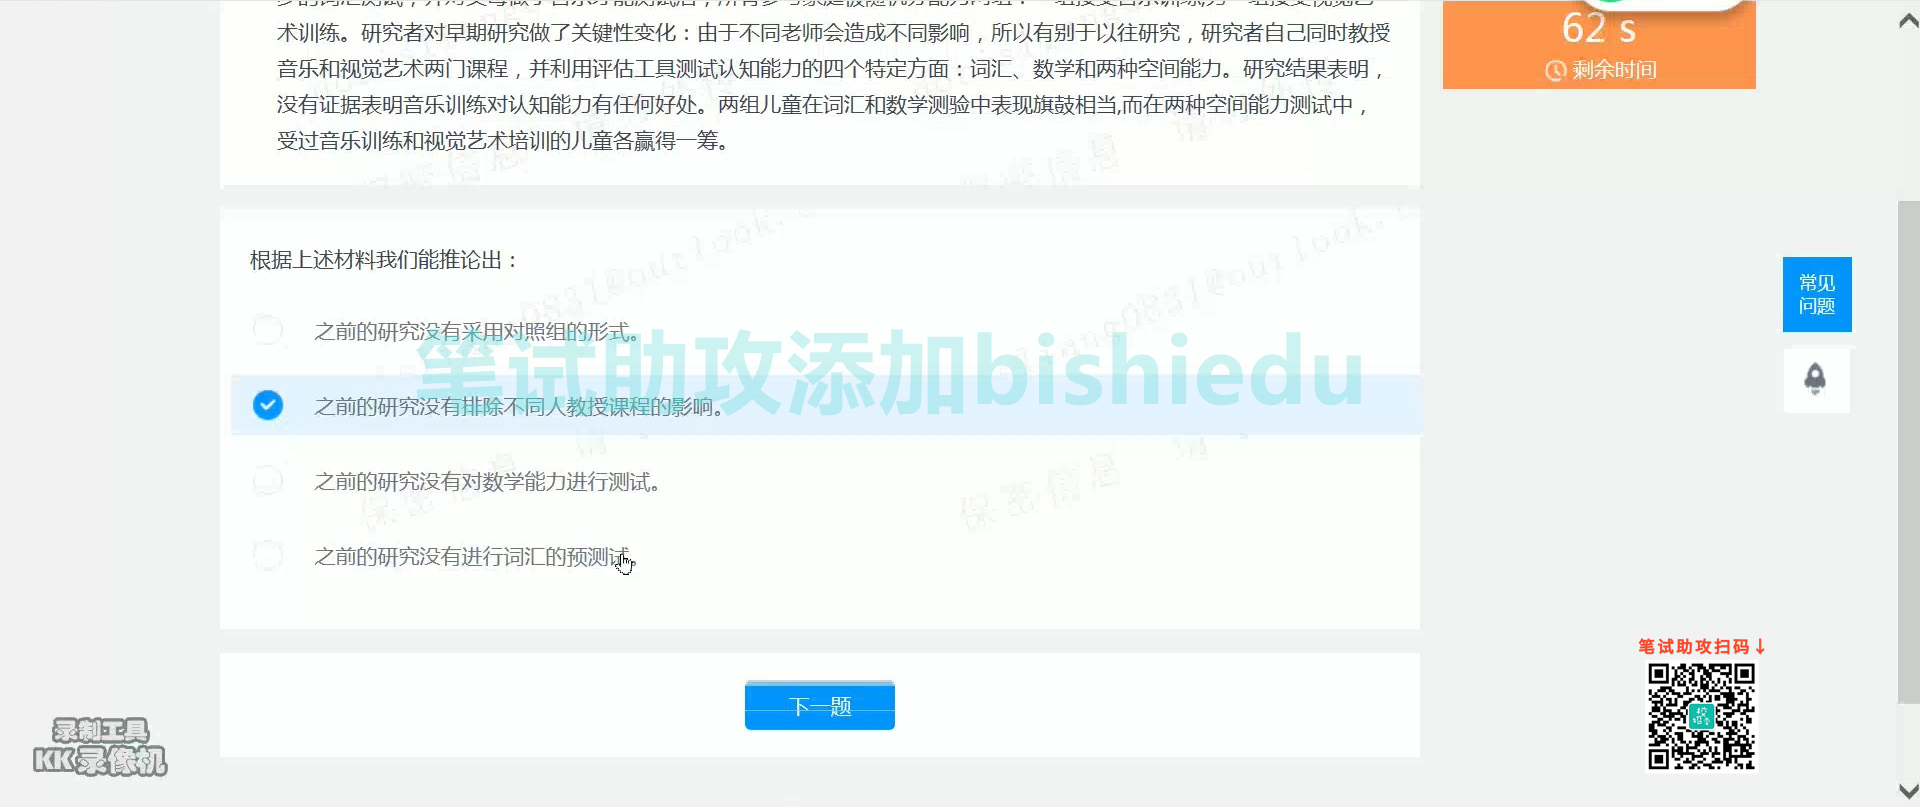 术训练。研究者对早期研究做了关键性变化：由于不同老师会造成不同影响，所以有别于以往研究，研究者自己同时教授
音乐和视觉艺术两门课程，并利用评估工具测试认知能力的四个特定方面：词汇、数学和两种空间能力。研究结果表明，
没有证据表明音乐训练对认知能力有任何好处。两组儿童在词汇和数学测验中表现旗鼓相当,而在两种空间能力测试中，
受过音乐训练和视觉艺术培训的儿童各赢得一筹。
62 s
剩余时间
根据上述材料我们能推论出：
之前的研究没有采用对照组的形式。
之前的研究没有排除不同人教授课程的影响。
之前的研究没有对数学能力进行测试。
之前的研究没有进行词汇的预测试
笔试助攻添加bishiedu
下一题
常见
问题
笔试助攻扫码↓
录制工具
KK录像机
保密信息
保密信息